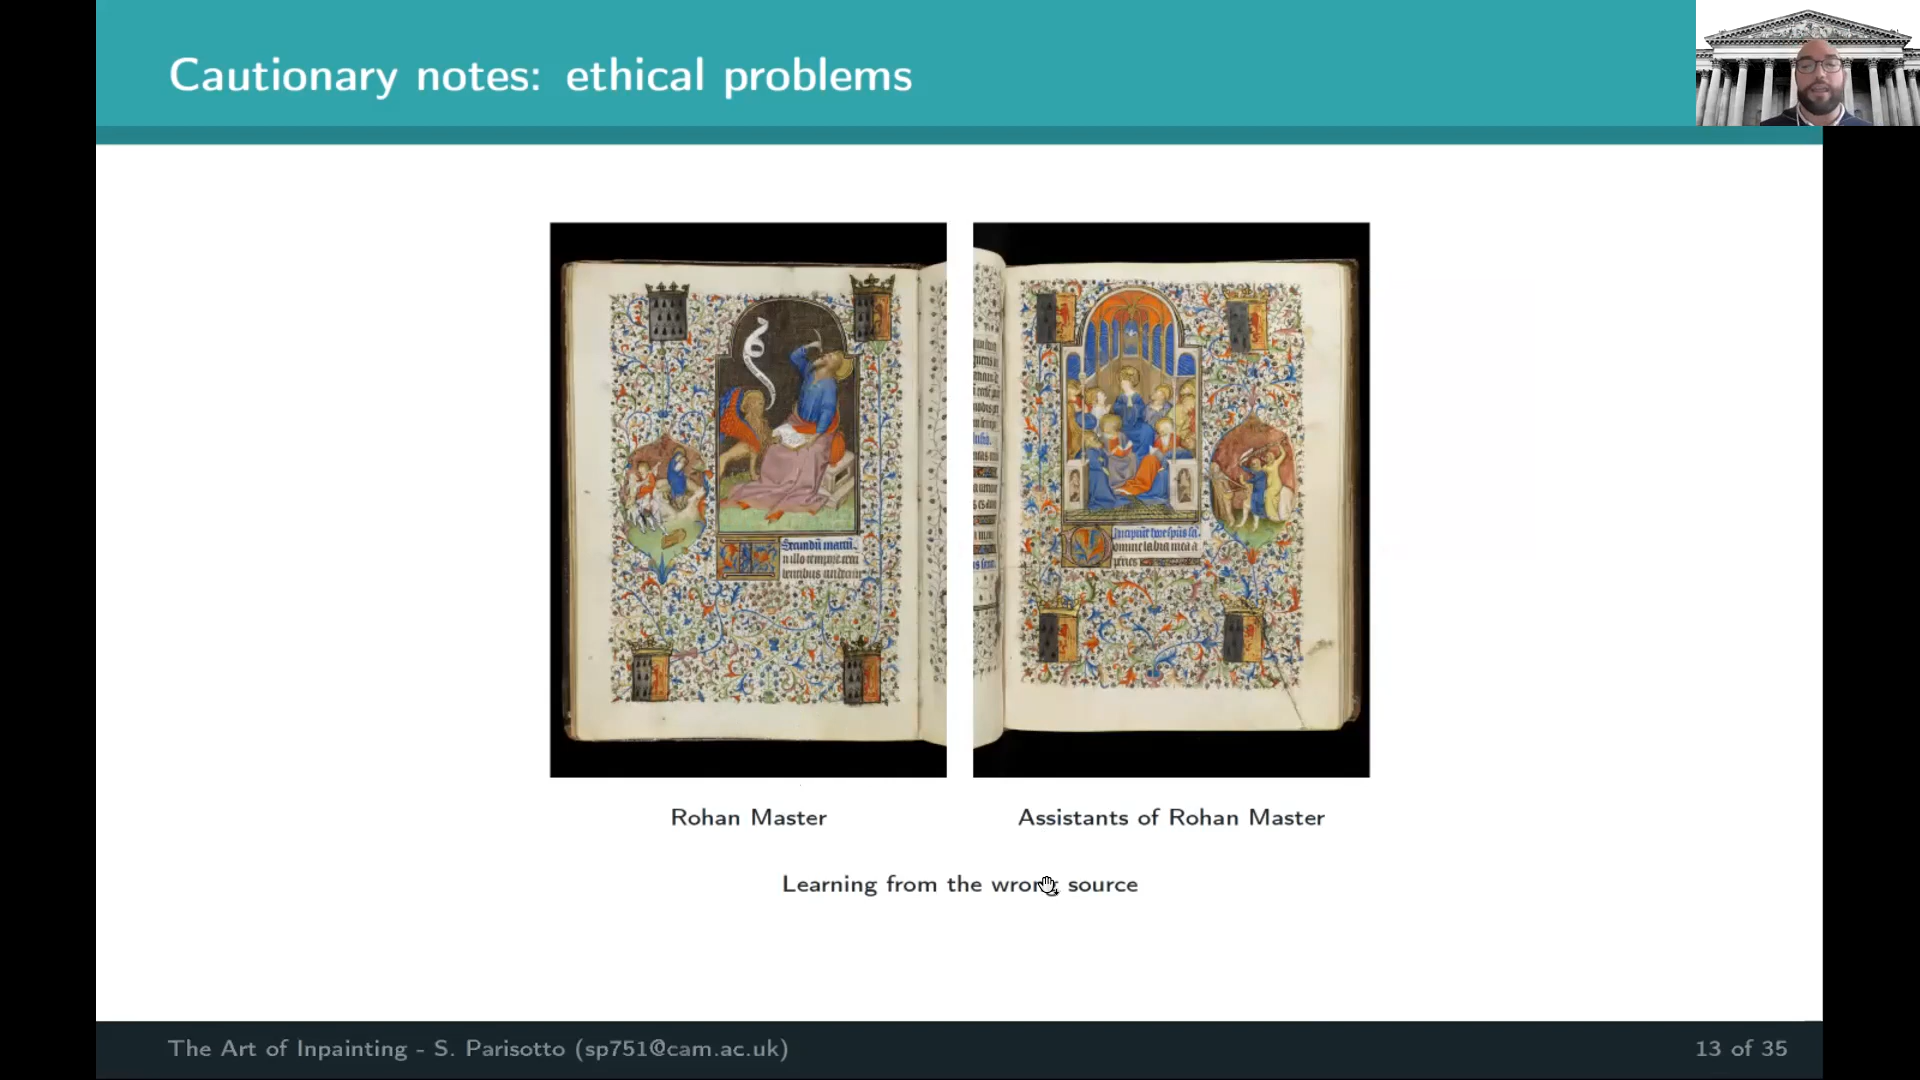 Cautionary notes: ethical problems
Rohan Master
Assistants of Rohan Master
Learning from the wrong source
The Art of Inpainting - S. Parisotto (sp751@cam.ac.uk)
13 of 35